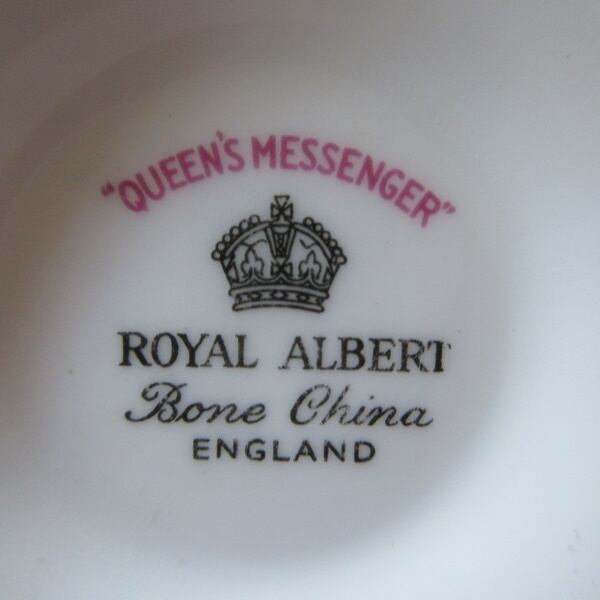 "QUEEN'S MESSENGER"
ROYAL ALBERT
Bone China
ENGLAND